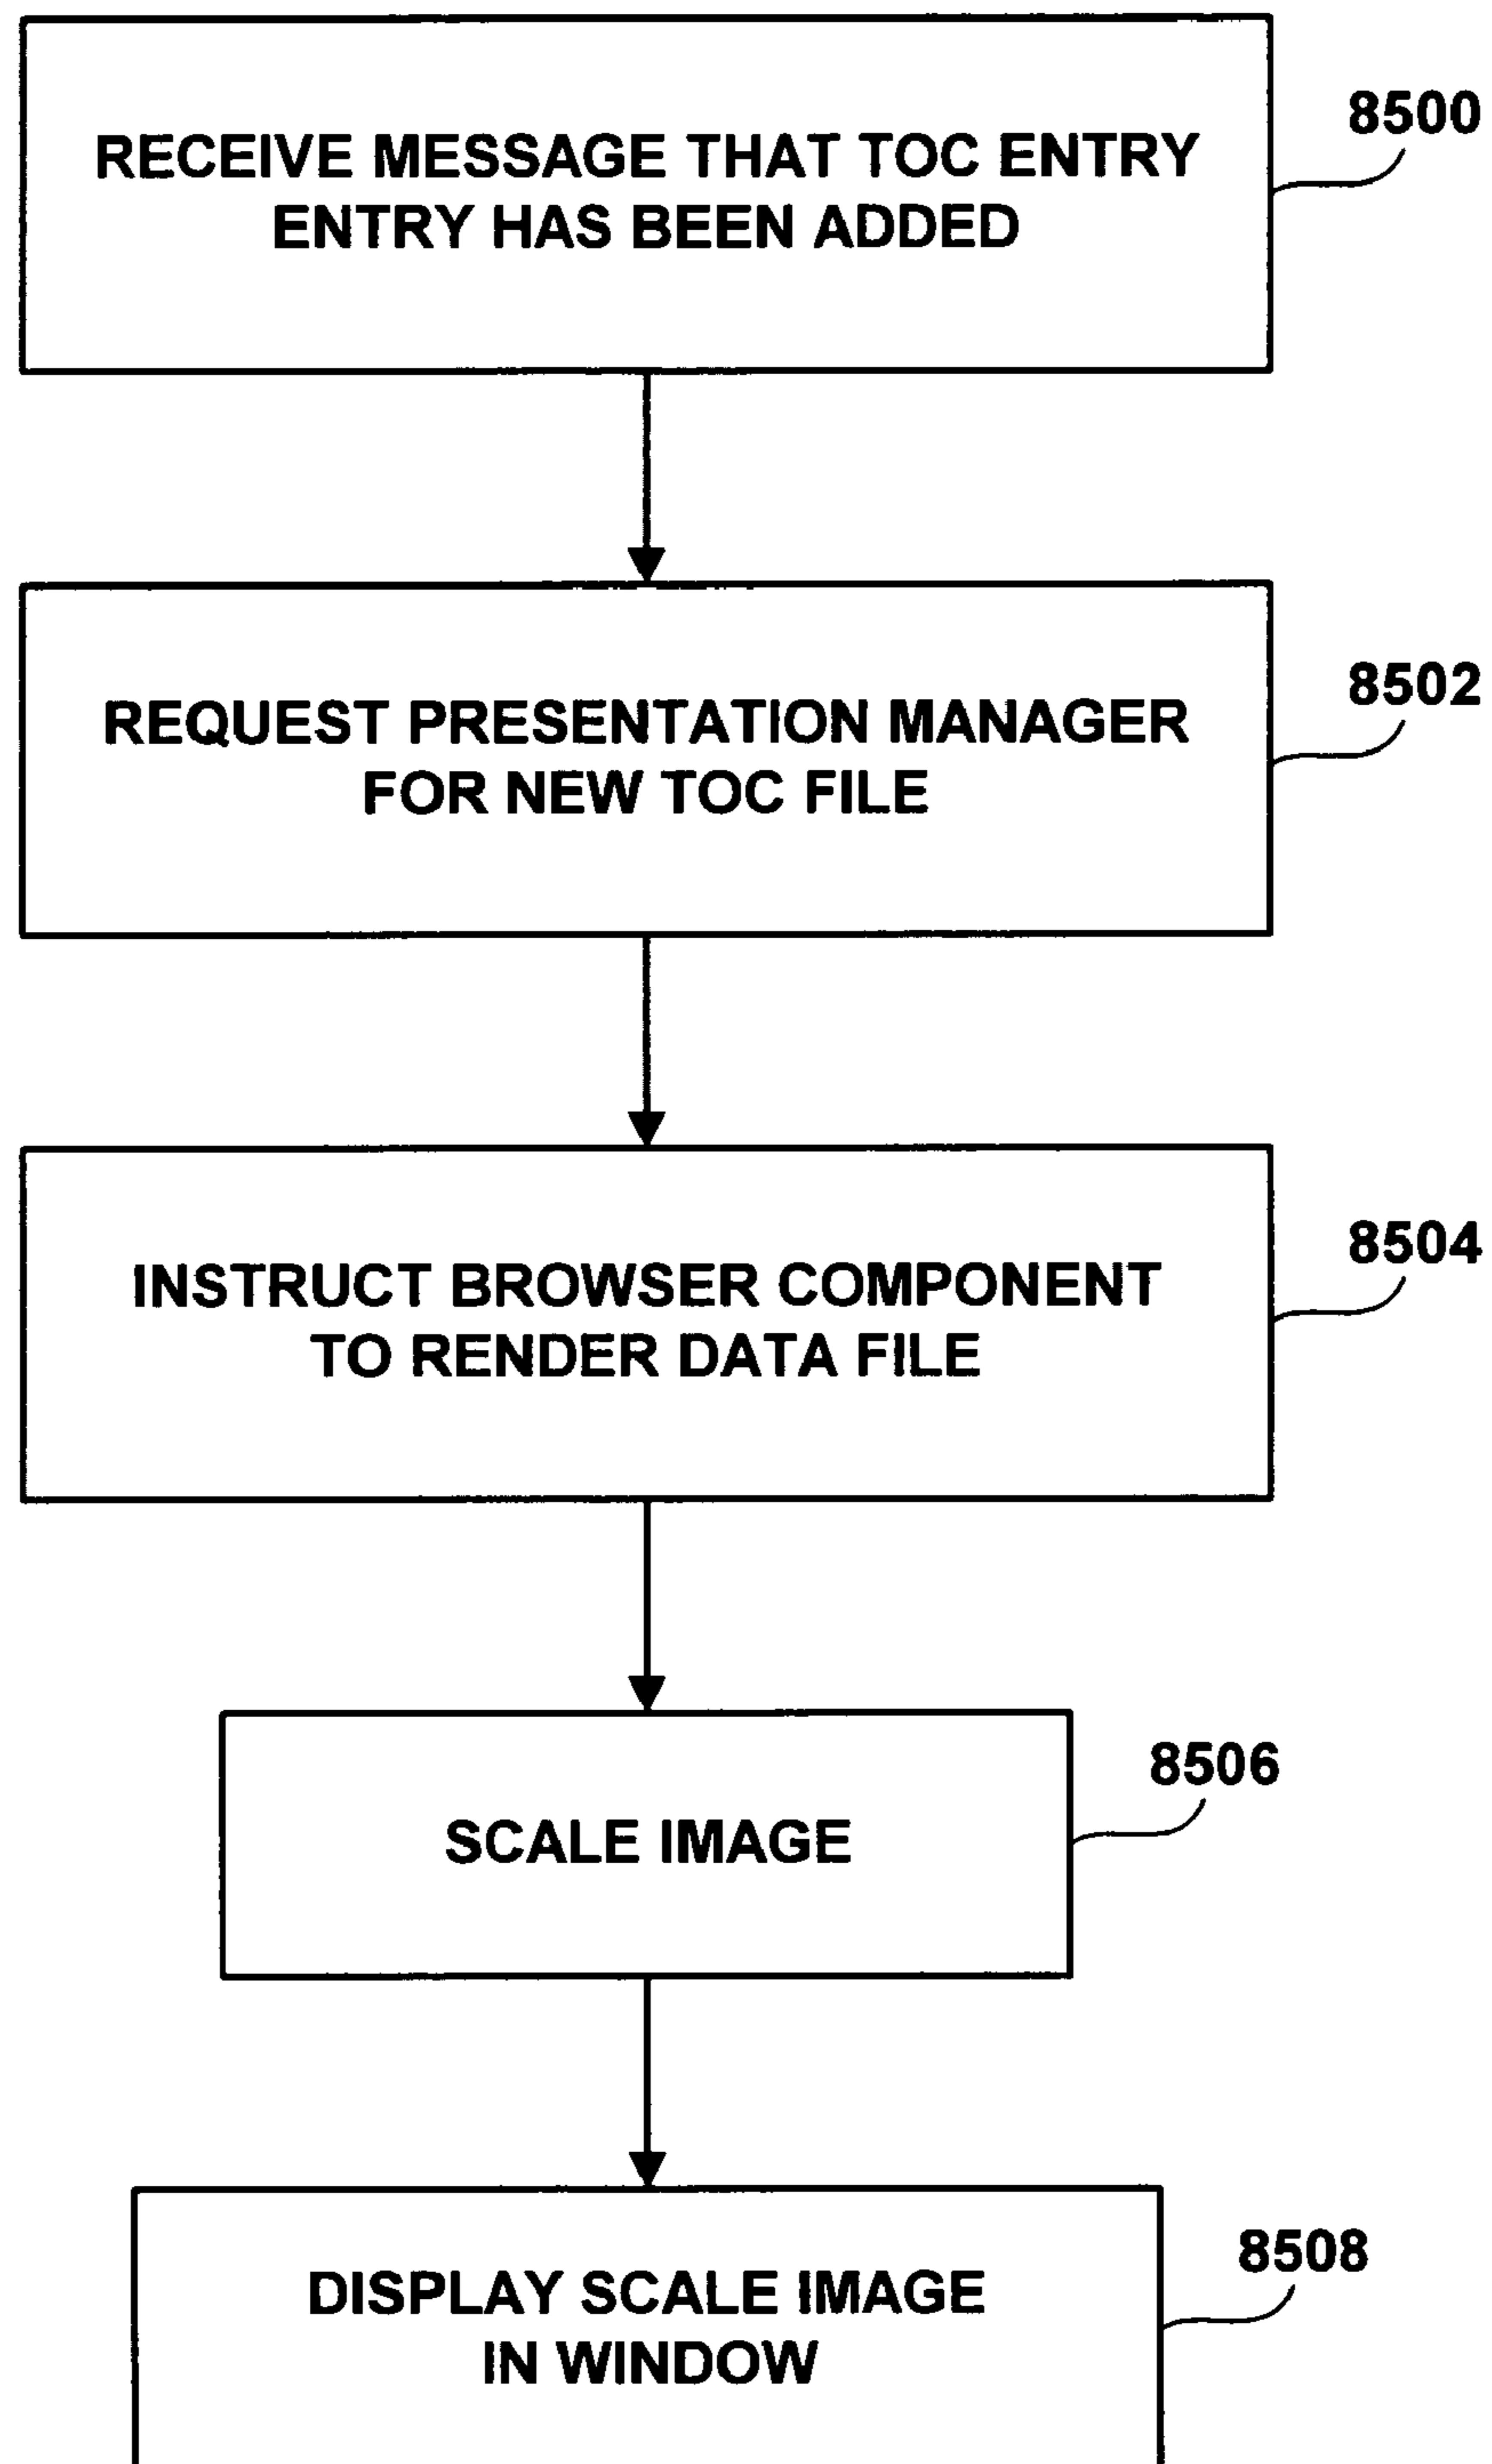 RECEIVE MESSAGE THAT TOC ENTRY
ENTRY HAS BEEN ADDED
8500
REQUEST PRESENTATION MANAGER
FOR NEW TOC FILE
8502
INSTRUCT BROWSER COMPONENT
TO RENDER DATA FILE
8504
SCALE IMAGE
8506
DISPLAY SCALE IMAGE
IN WINDOW
8508